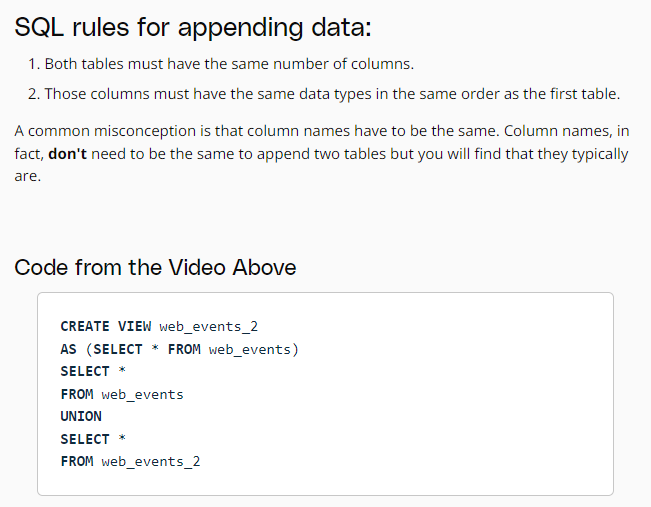 SQL rules for appending data:
1. Both tables must have the same number of columns.
2. Those columns must have the same data types in the same order as the first table.
A common misconception is that column names have to be the same. Column names, in
fact, don't need to be the same to append two tables but you will find that they typically
are.
Code from the Video Above
CREATE VIEW web_events_2
AS (SELECT * FROM web_events)
SELECT *
FROM web_events
UNION
SELECT *
FROM web_events_2